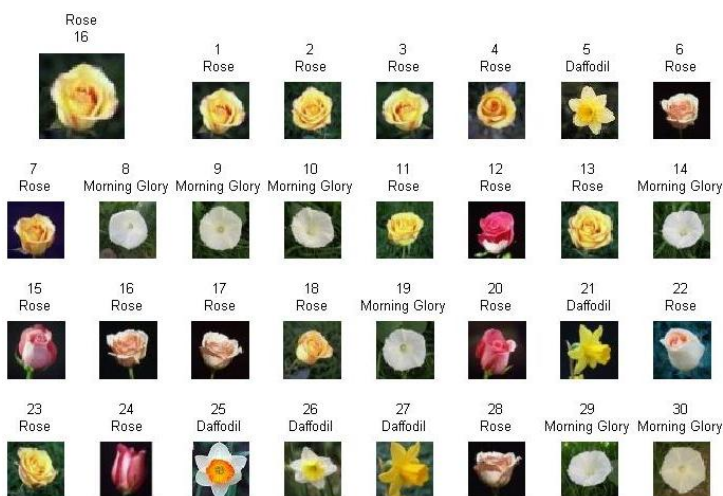 Rose
16
1
Rose
2
Rose
3
Rose
4
Rose
5
Daffodil
6
Rose
7
Rose
8
Morning Glory
9
Morning Glory
10
Morning Glory
11
Rose
12
Rose
13
Rose
14
Morning Glory
15
Rose
16
Rose
17
Rose
18
Rose
19
Morning Glory
20
Rose
21
Daffodil
22
Rose
23
Rose
24
Rose
25
Daffodil
26
Daffodil
27
Daffodil
28
Rose
29
Morning Glory
30
Morning Glory